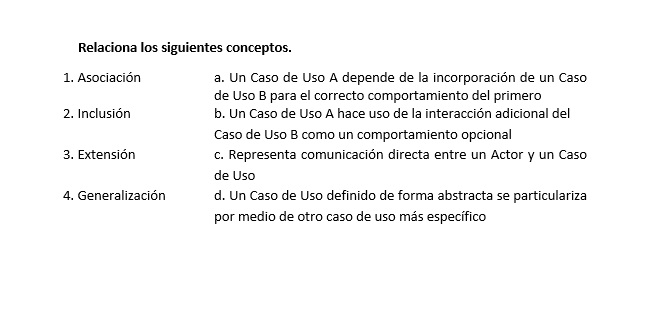 Relaciona los siguientes conceptos.
1. Asociación a. Un Caso de Uso A depende de la incorporación de un Caso
de Uso B para el correcto comportamiento del primero
2. Inclusión b. Un Caso de Uso A hace uso de la interacción adicional del
Caso de Uso B como un comportamiento opcional
3. Extensión c. Representa comunicación directa entre un Actor y un Caso
de Uso
4. Generalización d. Un Caso de Uso definido de forma abstracta se particulariza
por medio de otro caso de uso más específico